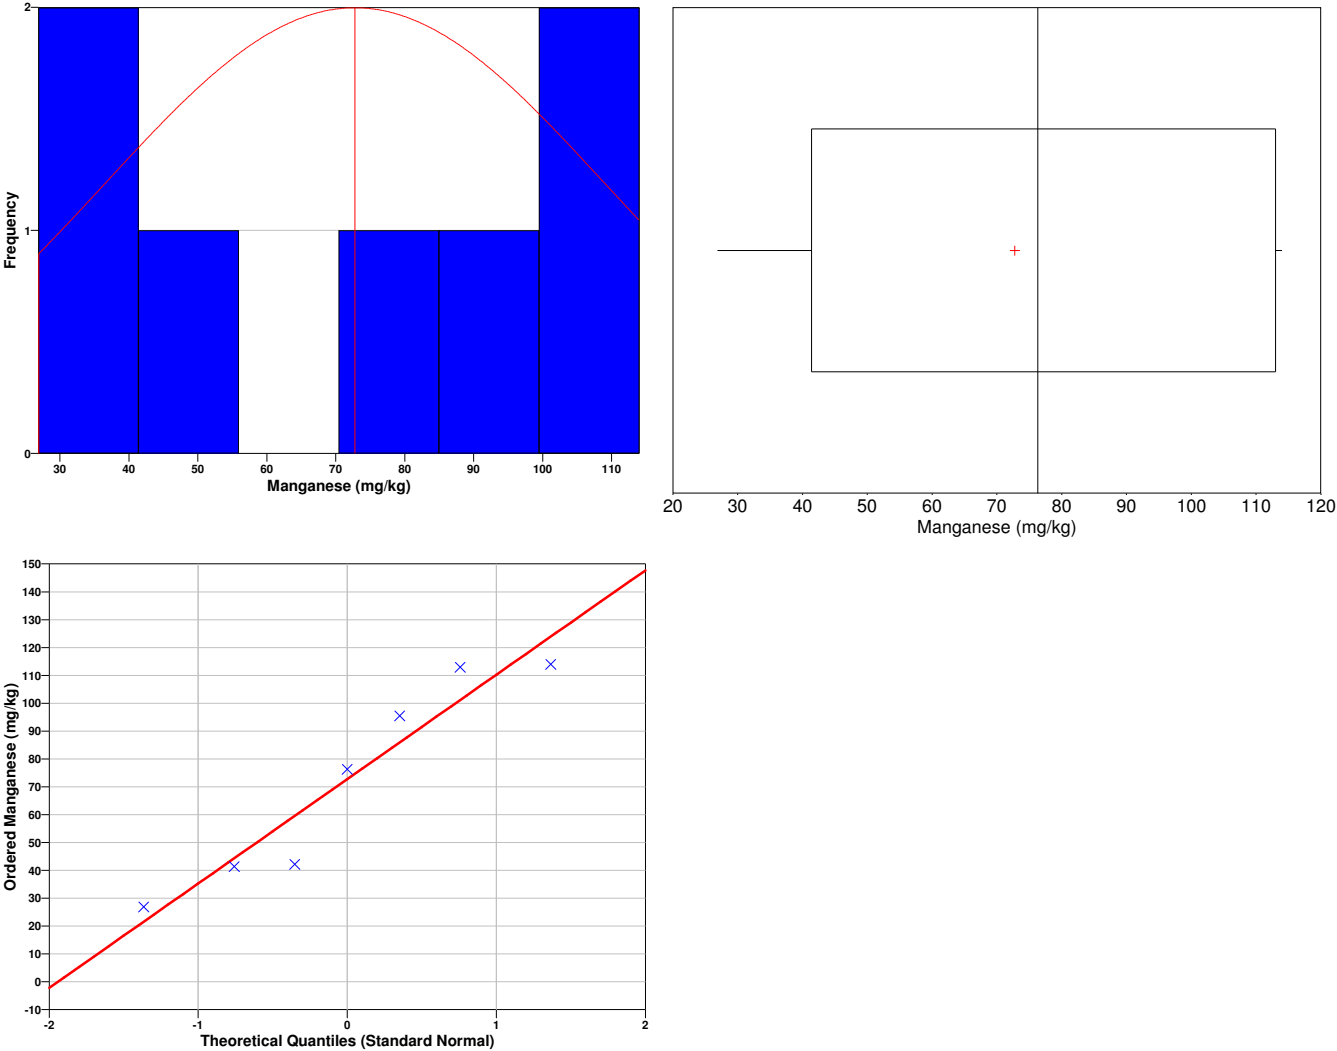 2
1
0
Frequency
30 40 50 60 70 80 90 100 110
Manganese (mg/kg)
20 30 40 50 60 70 80 90 100 110 120
Manganese (mg/kg)
150
140
130
120
110
100
90
80
70
60
50
40
30
20
10
0
-10
Ordered Manganese (mg/kg)
-2 -1 0 1 2
Theoretical Quantiles (Standard Normal)